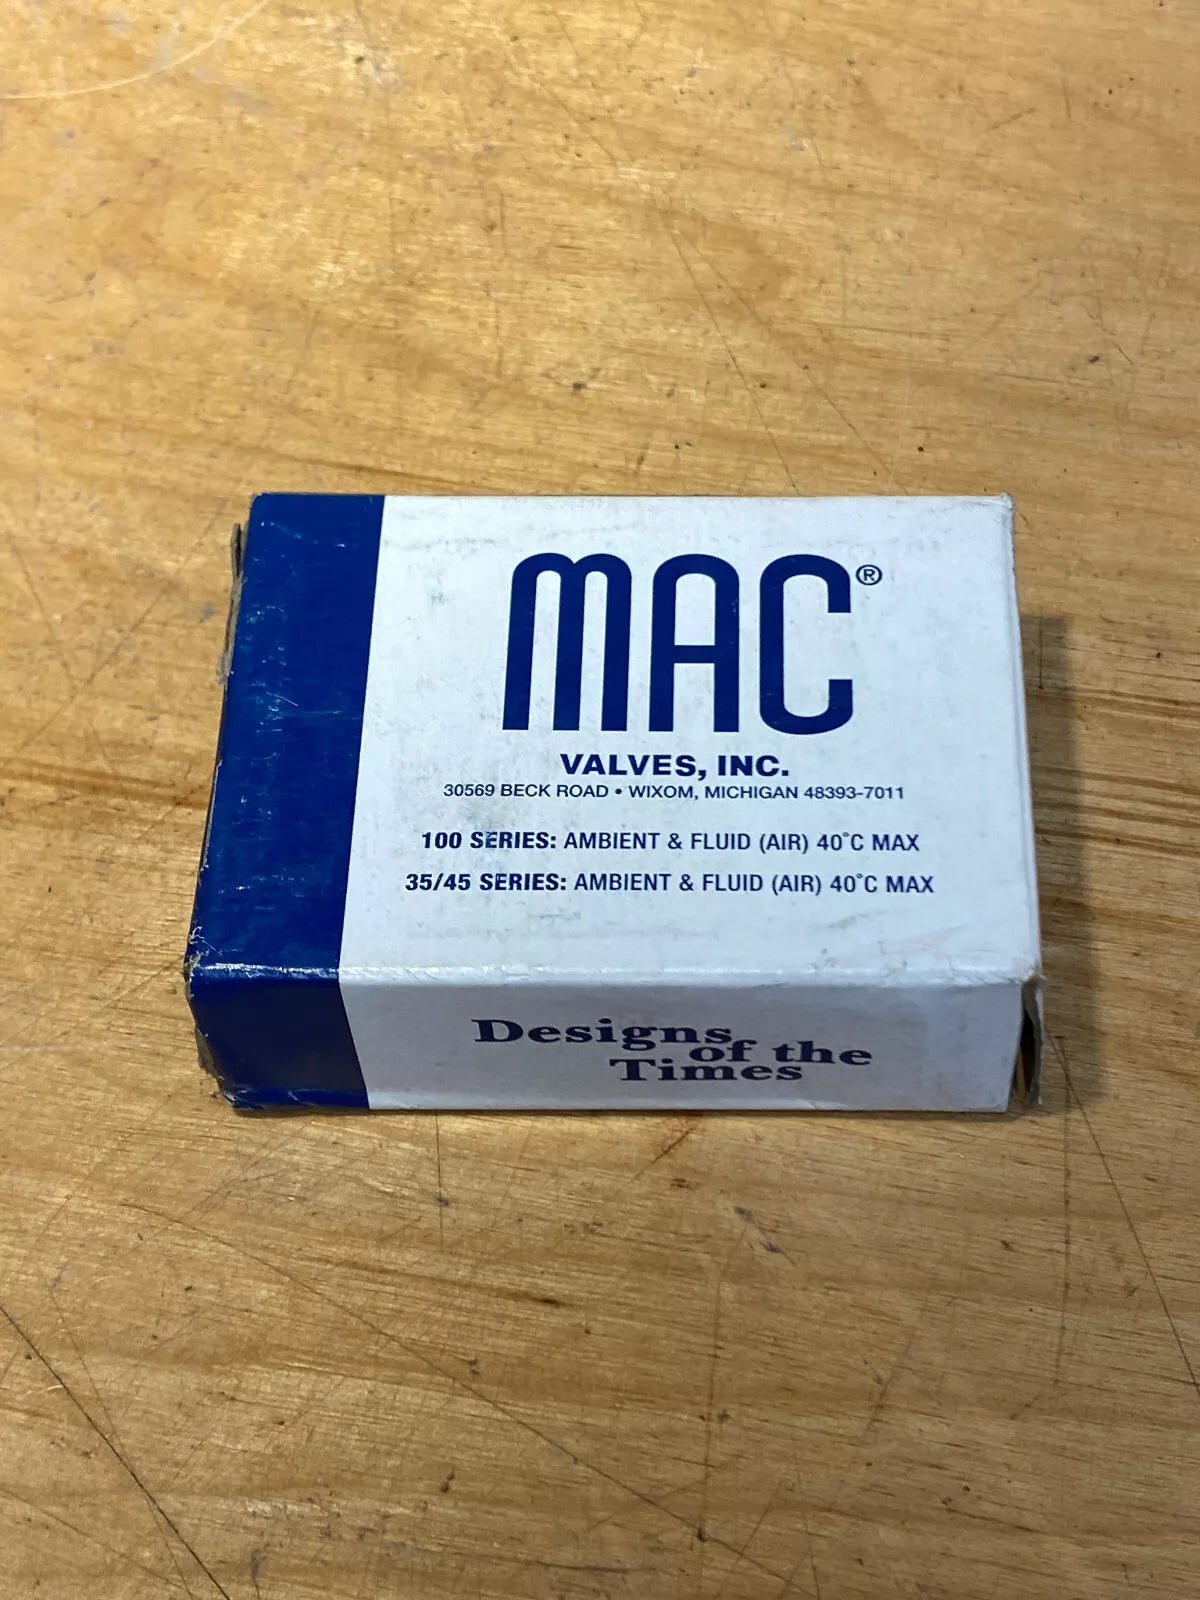 MAC®
VALVES, INC.
30569 BECK ROAD • WIXOM, MICHIGAN 48393-7011
100 SERIES: AMBIENT & FLUID (AIR) 40°C MAX
35/45 SERIES: AMBIENT & FLUID (AIR) 40°C MAX
Designs
of the
Times